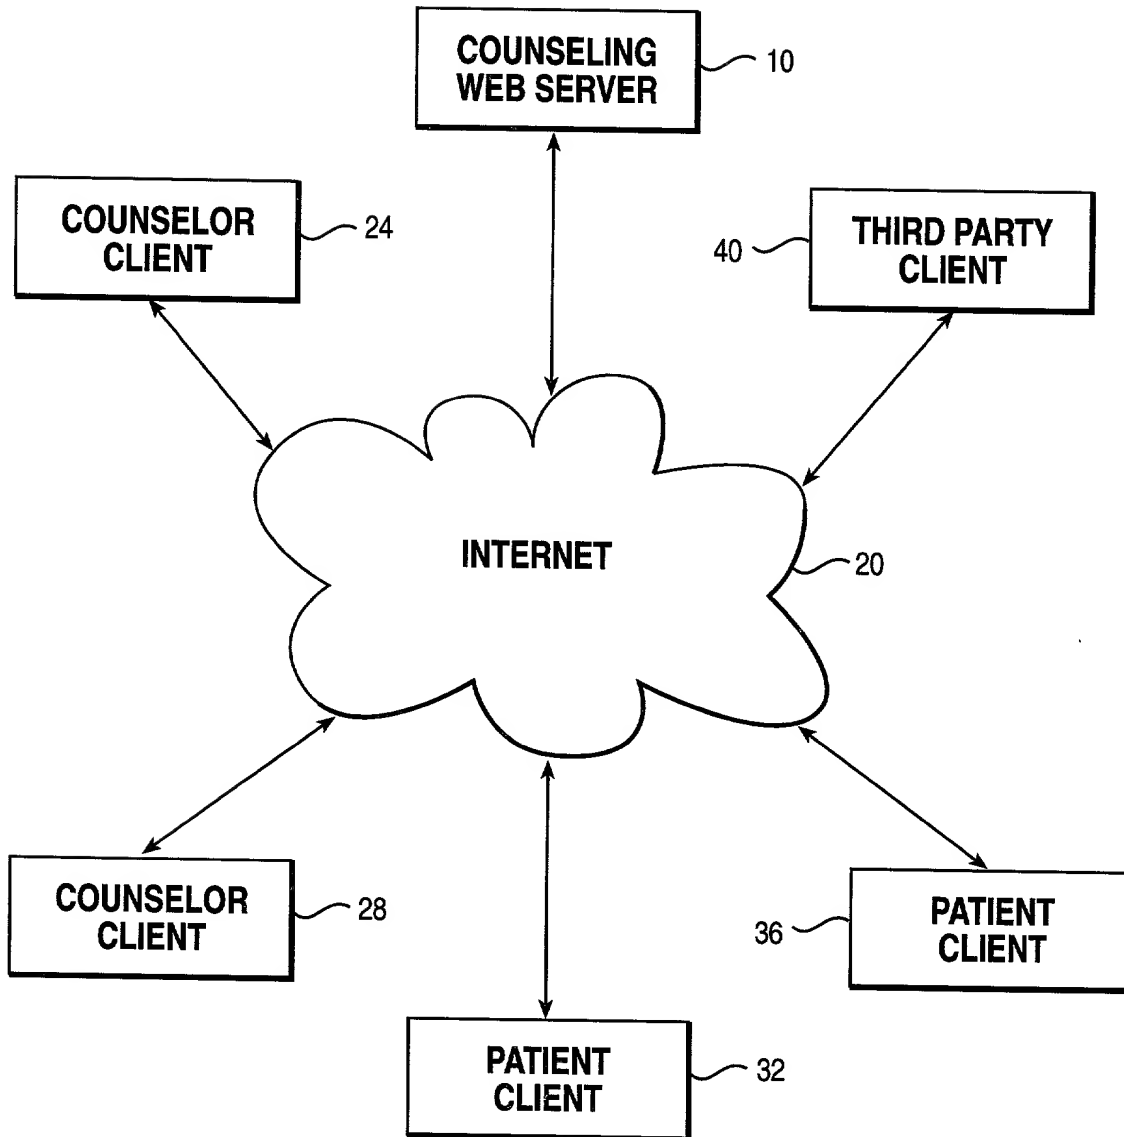 COUNSELING
WEB SERVER
10
COUNSELOR
CLIENT
24
40
THIRD PARTY
CLIENT
INTERNET
20
COUNSELOR
CLIENT
28
36
PATIENT
CLIENT
PATIENT
CLIENT
32